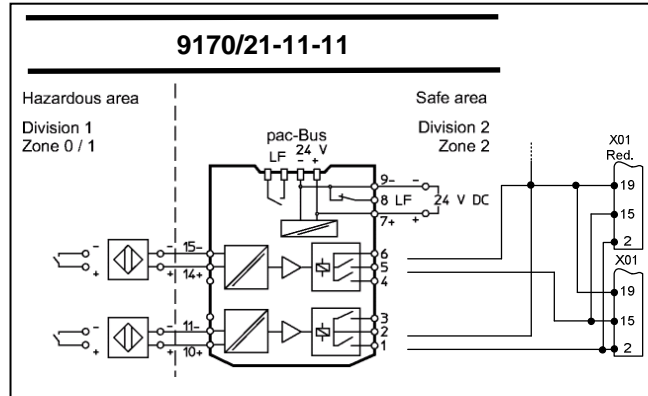 9170/21-11-11
Hazardous area
Safe area
Division 1
Zone 0 / 1
Division 2
Zone 2
pac-Bus
24 V
LF - +
9- -
8 LF
24 V DC
7+ +
- 15-
+ 14+
6
5
4
- 11-
+ 10+
3
2
1
X01
Red.
19
15
2
X01
19
15
2